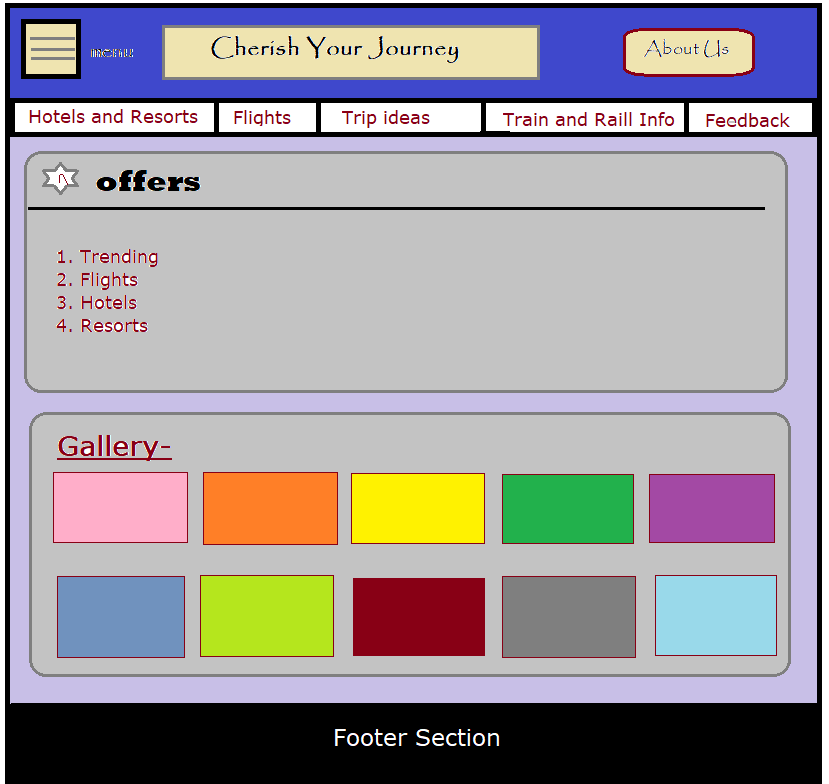 Cherish Your Journey
About Us
Hotels and Resorts
Flights
Trip ideas
Train and Raill Info
Feedback
offers
1. Trending
2. Flights
3. Hotels
4. Resorts
Gallery-
Footer Section